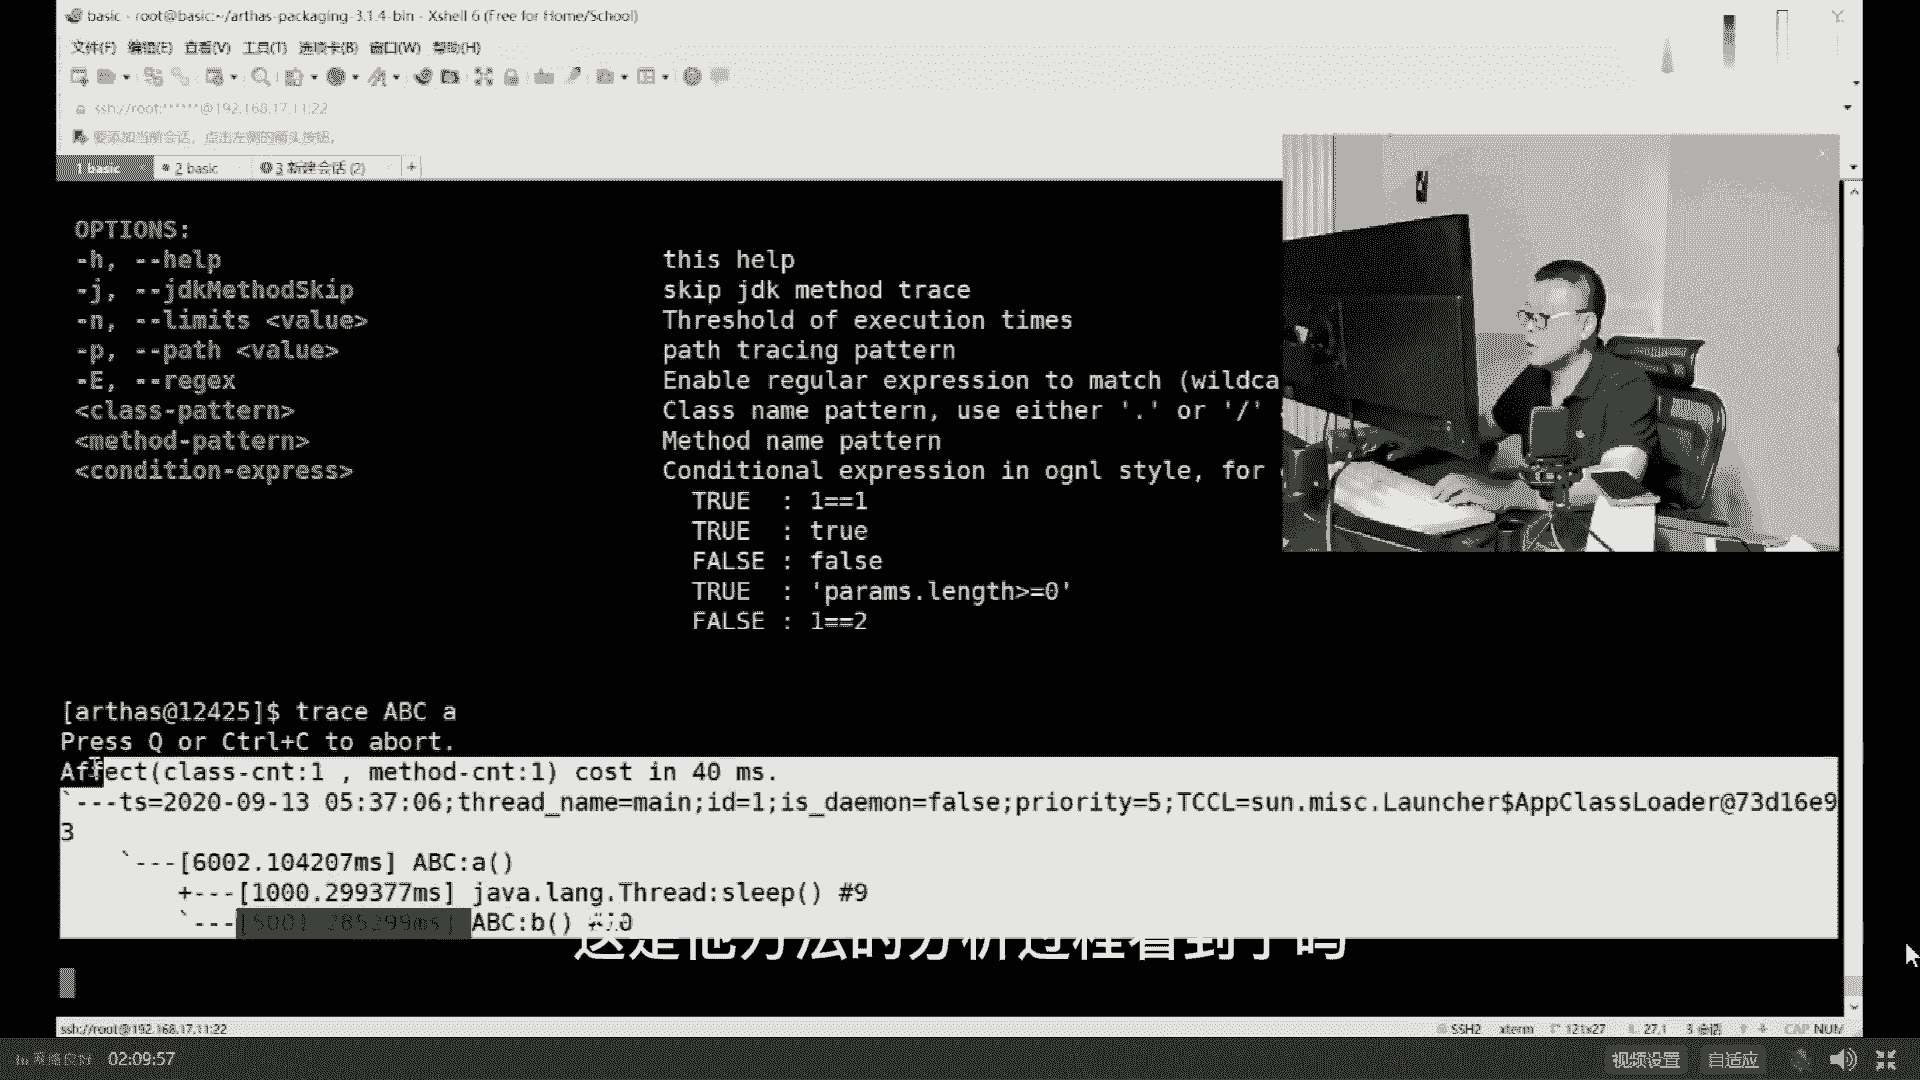 basic - root@basic:~/arthas-packaging-3.1.4-bin - Xshell 6 (Free for Home/School)
文件(F) 编辑(E) 查看(V) 工具(T) 选项卡(B) 窗口(W) 帮助(H)
ssh://root:******@192.168.17.11:22
要添加当前会话，点击左侧的箭头按钮。
1 basic 2 basic 3 新建会话 (2) +
OPTIONS:
-h, --help this help
-j, --jdkMethodSkip skip jdk method trace
-n, --limits <value> Threshold of execution times
-p, --path <value> path tracing pattern
-E, --regex Enable regular expression to match (wildca
<class-pattern> Class name pattern, use either '.' or '/'
<method-pattern> Method name pattern
<condition-express> Conditional expression in ognl style, for
TRUE : 1==1
TRUE : true
FALSE : false
TRUE : 'params.length>=0'
FALSE : 1==2
[arthas@12425]$ trace ABC a
Press Q or Ctrl+C to abort.
Affect(class-cnt:1 , method-cnt:1) cost in 40 ms.
`---ts=2020-09-13 05:37:06;thread_name=main;id=1;is_daemon=false;priority=5;TCCL=sun.misc.Launcher$AppClassLoader@73d16e9
3
`---[6002.104207ms] ABC:a()
+---[1000.299377ms] java.lang.Thread:sleep() #9
`---[5001.285299ms] ABC:b() #10
这是他方法的分析过程看到了吗
ssh://root@192.168.17.11:22 SSH2 xterm 121x27 27,1 3 会话 CAP NUM
02:09:57 视频设置 自适应